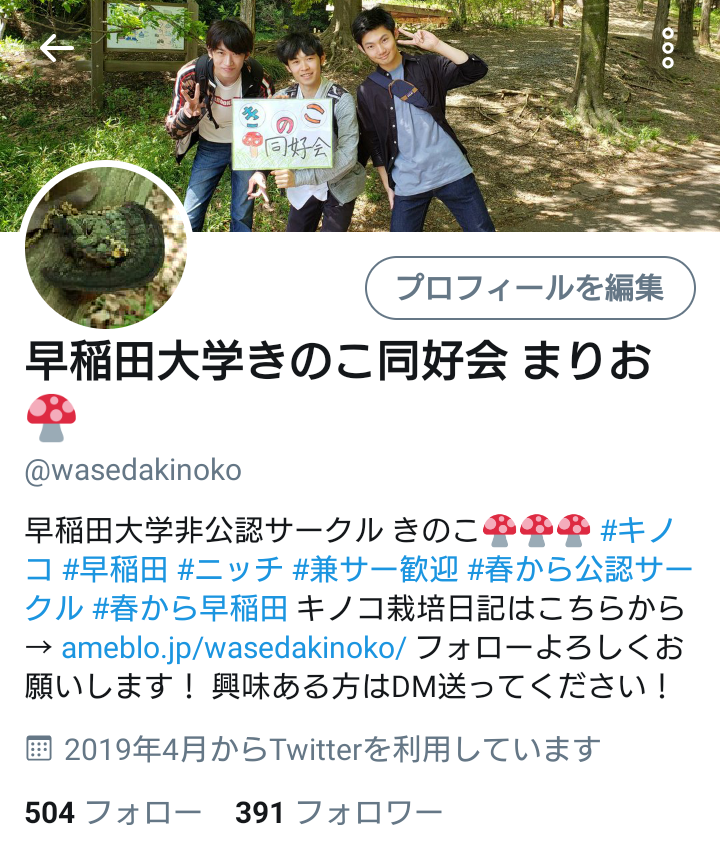 きのこ
同好会
プロフィールを編集
早稲田大学きのこ同好会 まりお
🍄
@wasedakinoko
早稲田大学非公認サークル きのこ🍄🍄🍄 #キノ
コ #早稲田 #ニッチ #兼サー歓迎 #春から公認サー
クル #春から早稲田 キノコ栽培日記はこちらから
→ ameblo.jp/wasedakinoko/ フォローよろしくお
願いします！ 興味ある方はDM送ってください！
2019年4月からTwitterを利用しています
504 フォロー 391 フォロワー